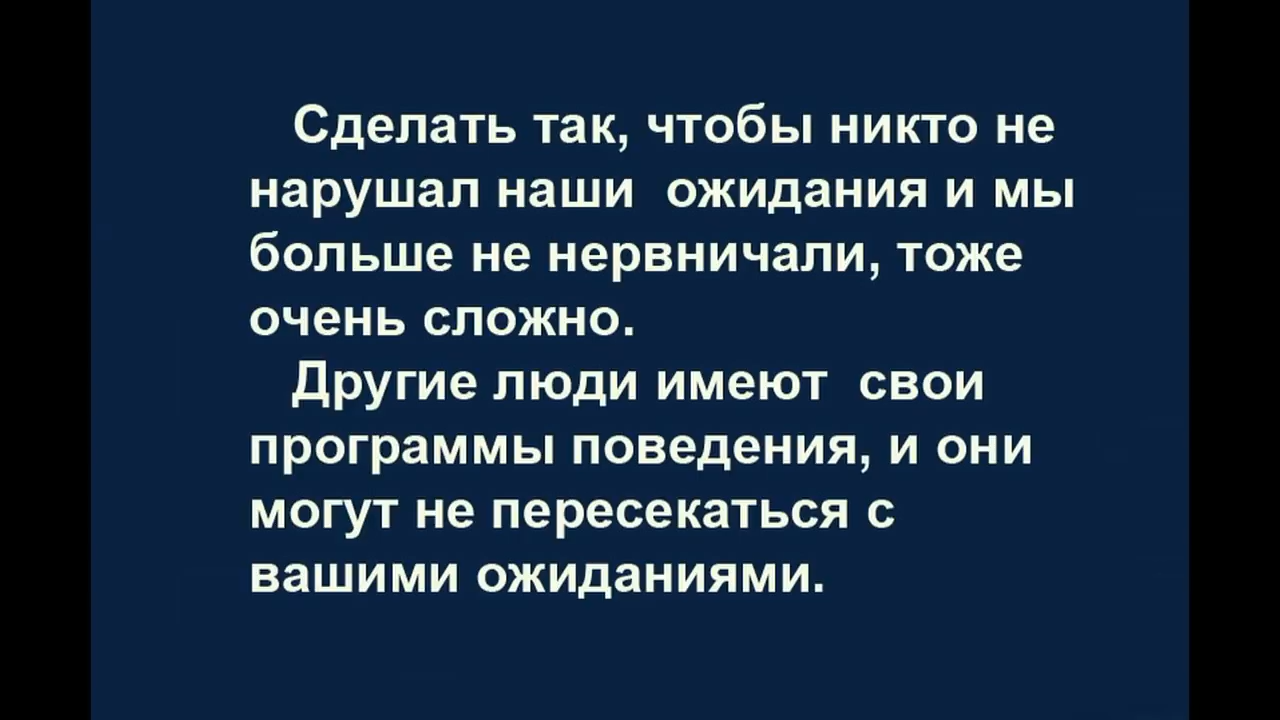 Сделать так, чтобы никто не
нарушал наши  ожидания и мы
больше не нервничали, тоже
очень сложно.
Другие люди имеют  свои
программы поведения, и они
могут не пересекаться с
вашими ожиданиями.